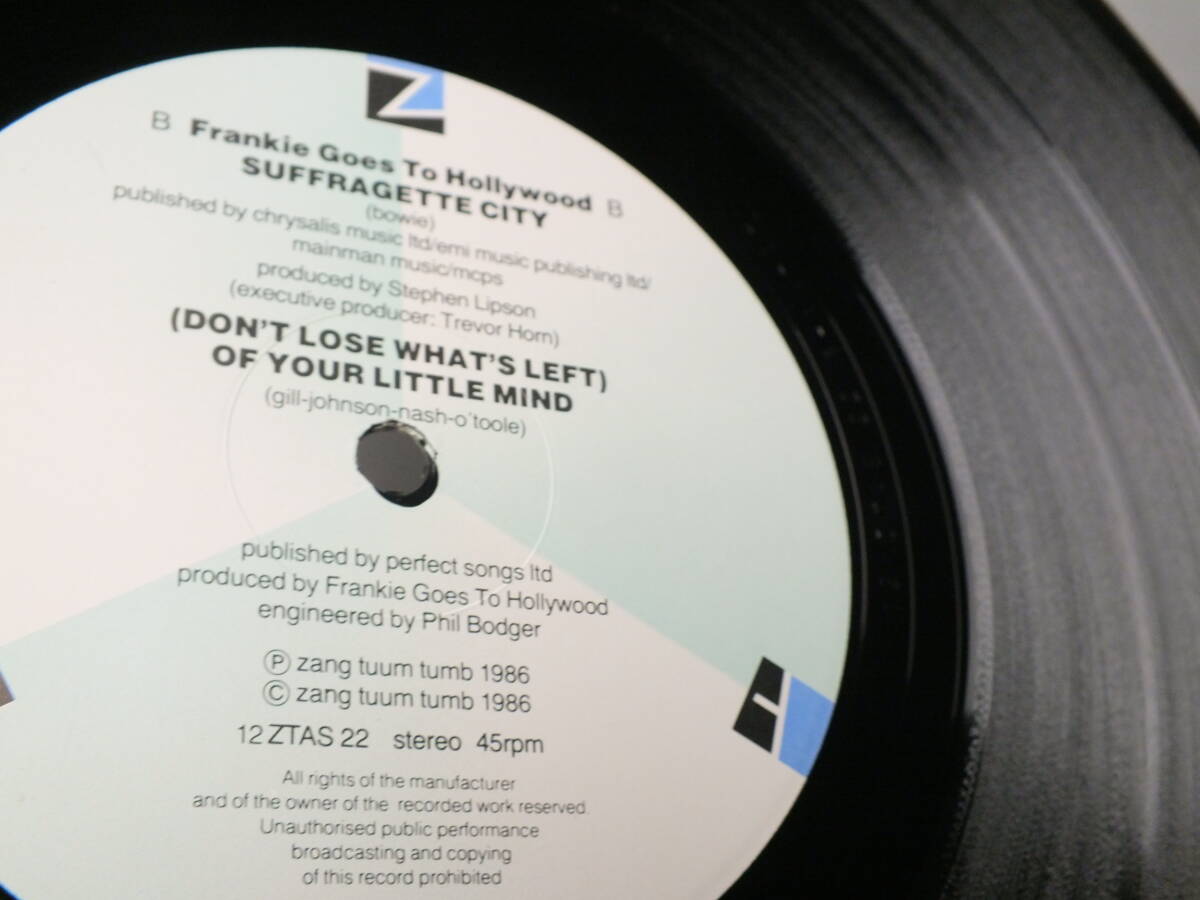 Z
B Frankie Goes To Hollywood B
SUFFRAGETTE CITY
(bowie)
published by chrysalis music ltd/emi music publishing ltd/
mainman music/mcps
produced by Stephen Lipson
(executive producer: Trevor Horn)
(DON'T LOSE WHAT'S LEFT)
OF YOUR LITTLE MIND
(gill-johnson-nash-o'toole)
published by perfect songs ltd
produced by Frankie Goes To Hollywood
engineered by Phil Bodger
Ⓟ zang tuum tumb 1986
© zang tuum tumb 1986
12 ZTAS 22 stereo 45rpm
A
All rights of the manufacturer
and of the owner of the recorded work reserved.
Unauthorised public performance
broadcasting and copying
of this record prohibited